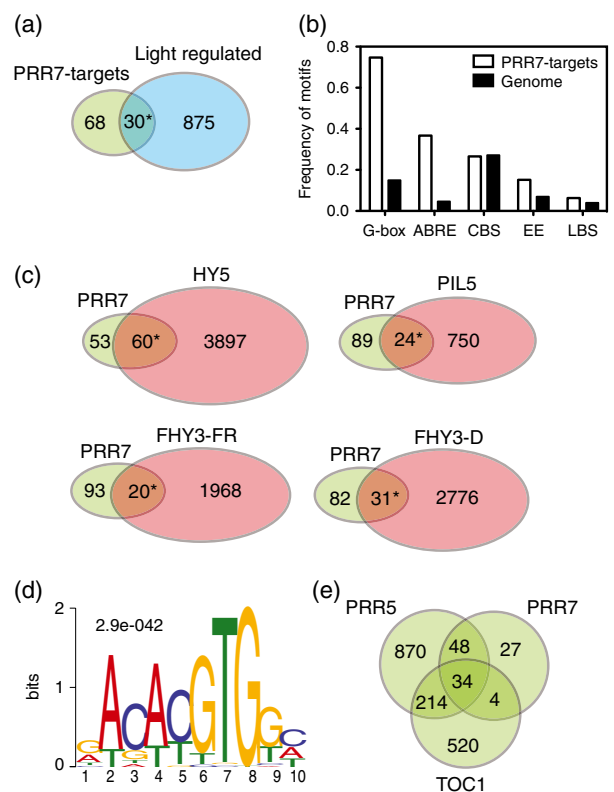 (a)
Light regulated
PRR7-targets
68
30*
875
(b)
0.8
0.6
0.4
0.2
0.0
Frequency of motifs
PRR7-targets
Genome
G-box ABRE CBS EE LBS
(c)
HY5
PRR7
53
60*
3897
PIL5
PRR7
89
24*
750
FHY3-FR
PRR7
93
20*
1968
FHY3-D
PRR7
82
31*
2776
(d)
2
1
0
bits
2.9e-042
ACACGTGG
1 2 3 4 5 6 7 8 9 10
(e)
PRR5
PRR7
870
48
27
34
214
4
520
TOC1